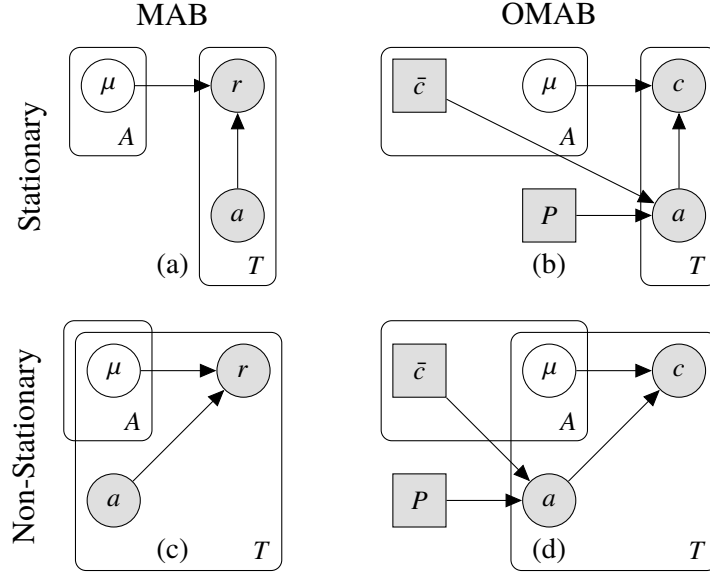 MAB OMAB
Stationary
μ r
A
a
(a) T
c̄ μ c
A
P a
(b) T
Non-Stationary
μ r
A
a
(c) T
c̄ μ c
A
P a
(d) T